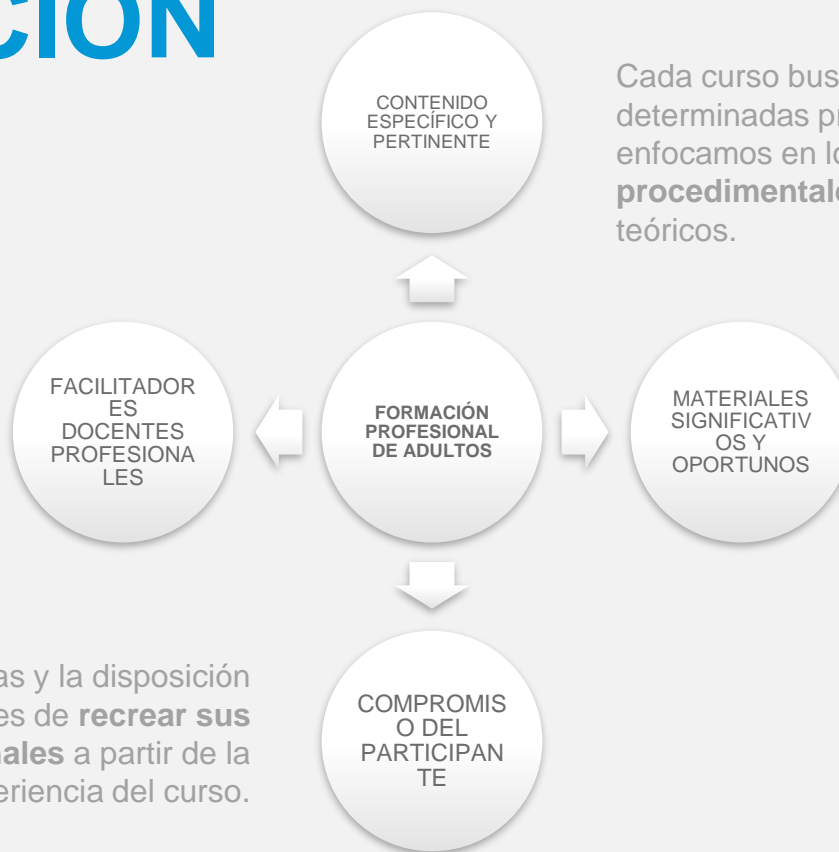 CIÓN
CONTENIDO
ESPECÍFICO Y
PERTINENTE
Cada curso bus
determinadas
enfocamos en
procedimental
teóricos.
FACILITADOR
ES
DOCENTES
PROFESIONA
LES
FORMACIÓN
PROFESIONAL
DE ADULTOS
MATERIALES
SIGNIFICATIV
OS Y
OPORTUNOS
as y la disposición
es de recrear sus
nales a partir de la
eriencia del curso.
COMPROMIS
O DEL
PARTICIPAN
TE